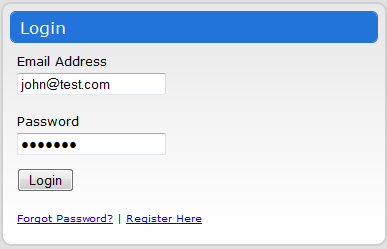 Login
Email Address
john@test.com
Password
●●●●●●●
Login
Forgot Password? | Register Here